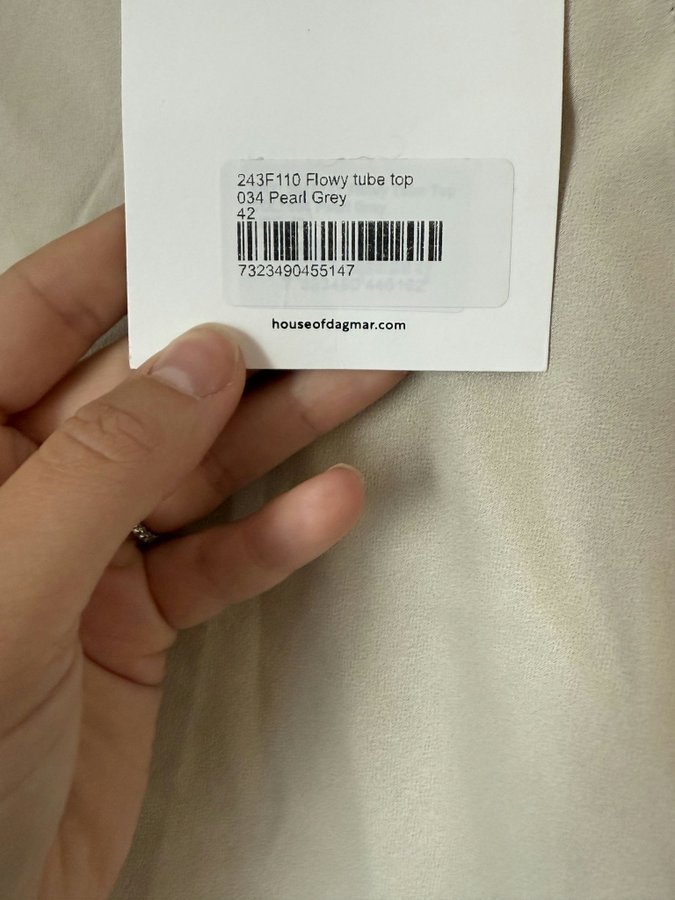 243F110 Flowy tube top
034 Pearl Grey
42
7323490455147
houseofdagmar.com